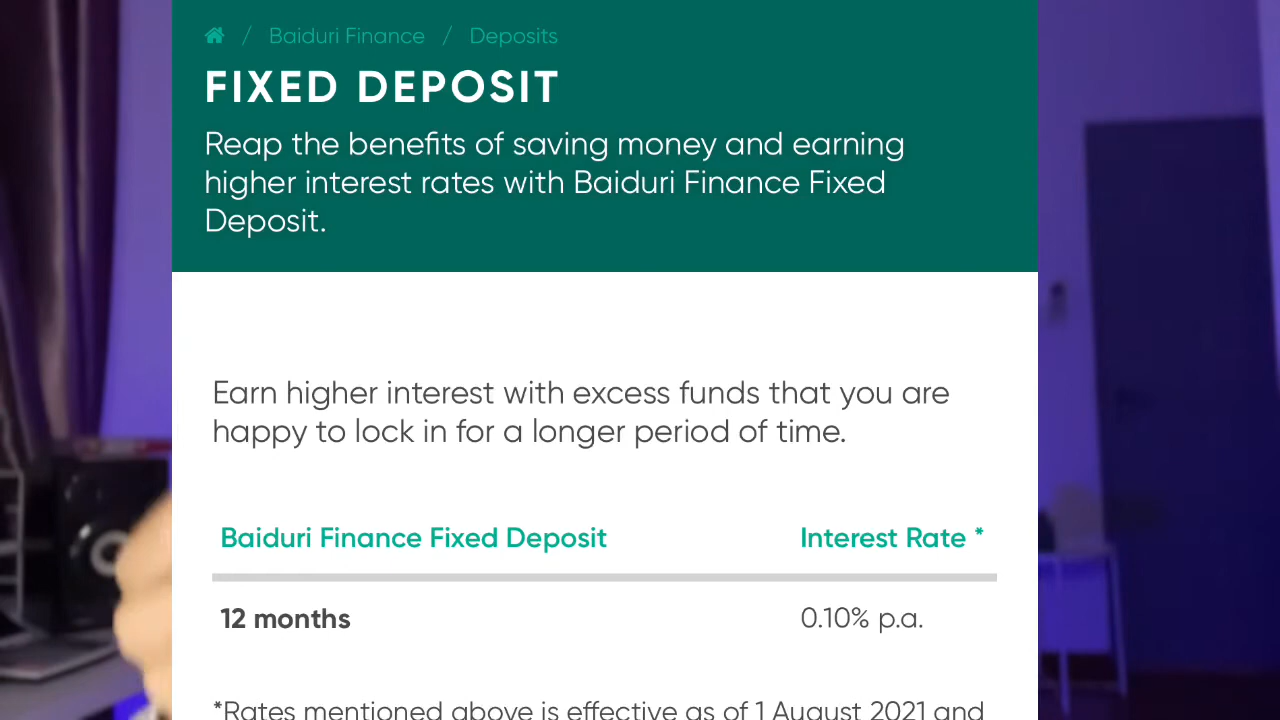 / Baiduri Finance / Deposits
FIXED DEPOSIT
Reap the benefits of saving money and earning
higher interest rates with Baiduri Finance Fixed
Deposit.
Earn higher interest with excess funds that you are
happy to lock in for a longer period of time.
Baiduri Finance Fixed Deposit Interest Rate *
12 months 0.10% p.a.
*Rates mentioned above is effective as of 1 August 2021 and